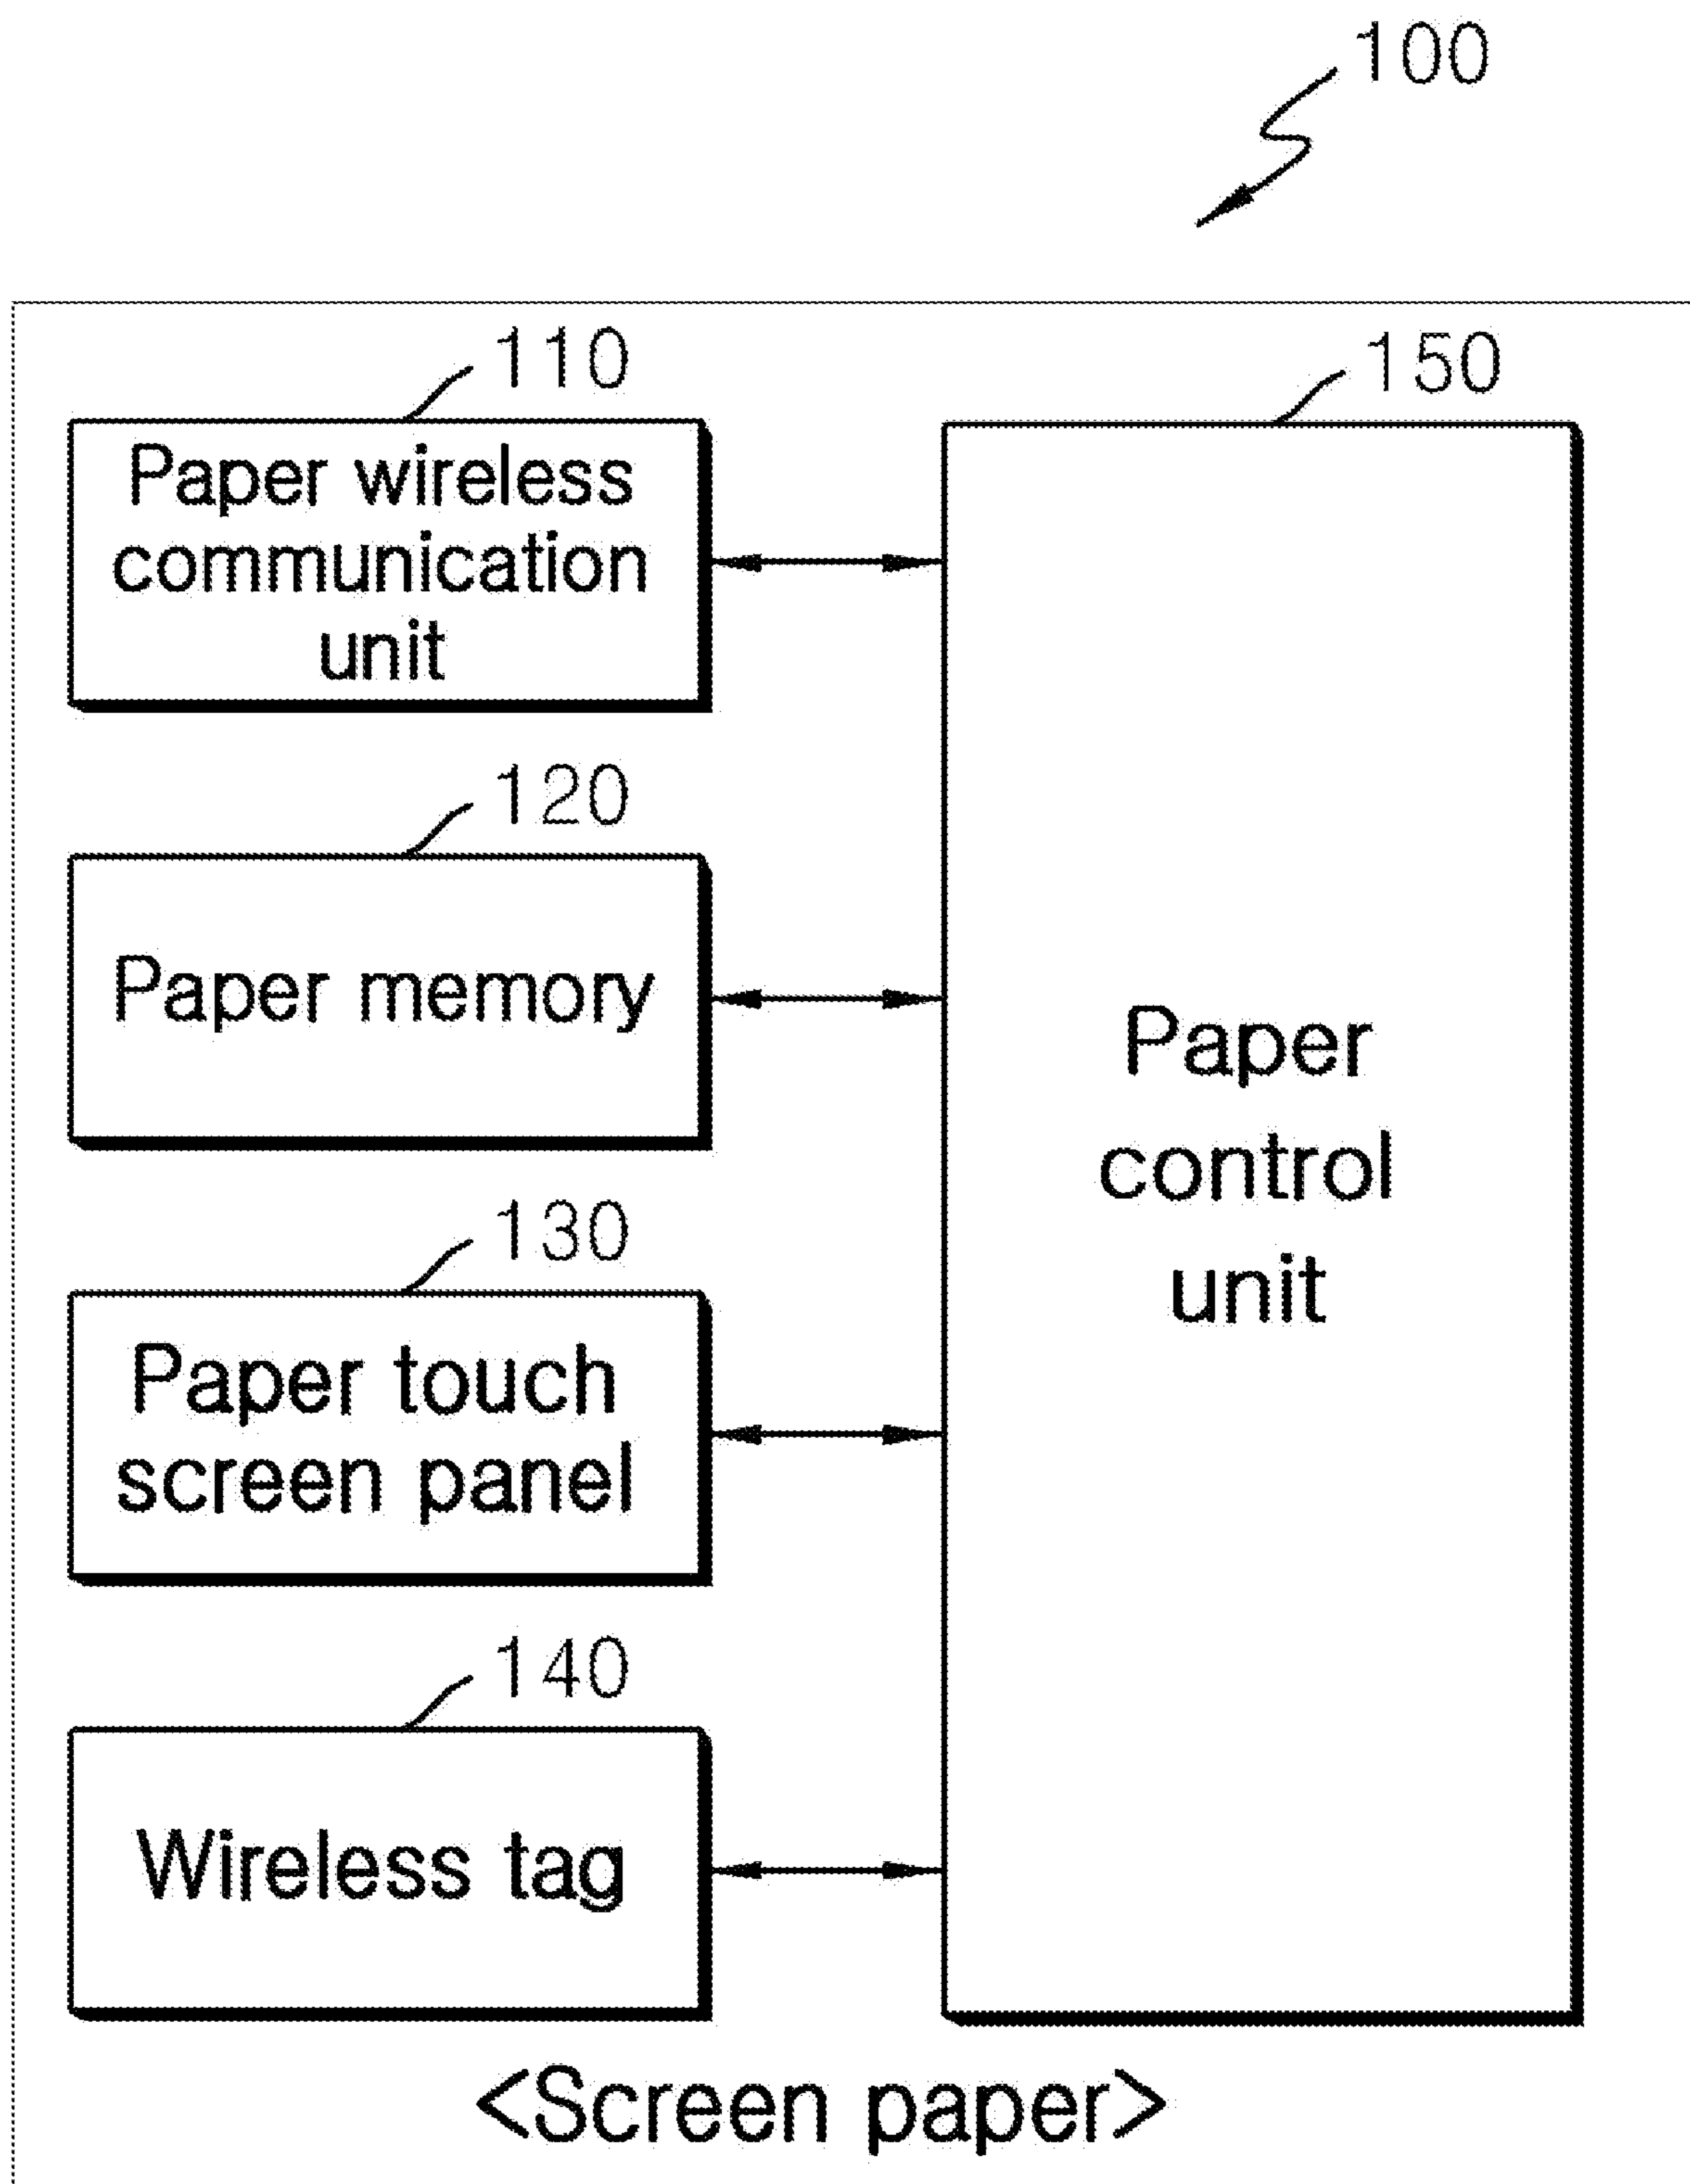 100
110
Paper wireless
communication
unit
120
Paper memory
130
Paper touch
screen panel
140
Wireless tag
150
Paper
control
unit
<Screen paper>